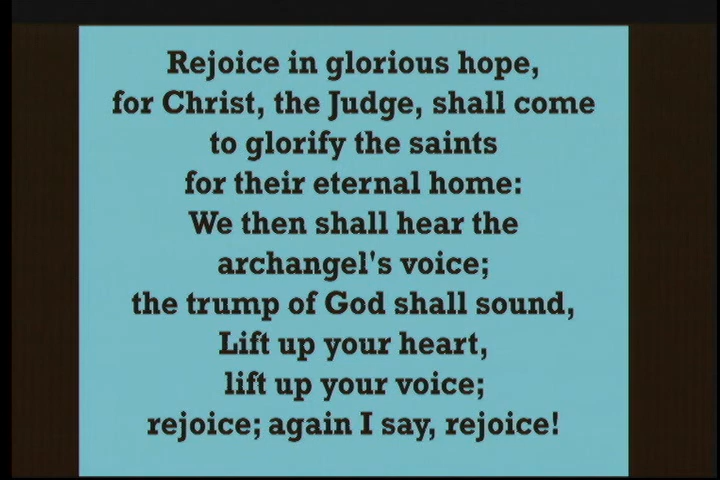 Rejoice in glorious hope,
for Christ, the Judge, shall come
to glorify the saints
for their eternal home:
We then shall hear the
archangel's voice;
the trump of God shall sound,
Lift up your heart,
lift up your voice;
rejoice; again I say, rejoice!